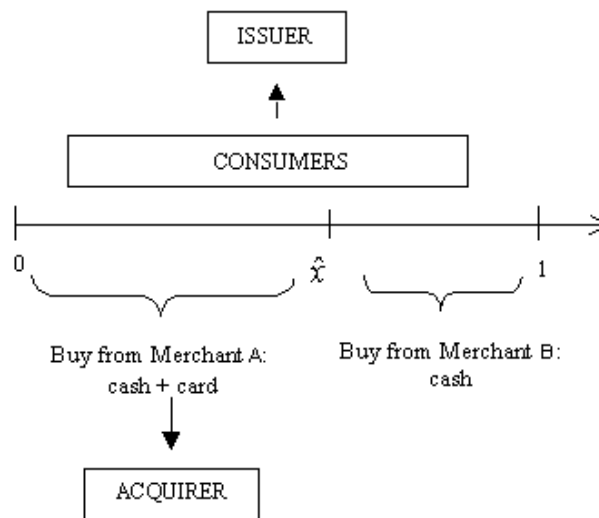 ISSUER
CONSUMERS
0 x̂ 1
Buy from Merchant A:
cash + card
Buy from Merchant B:
cash
ACQUIRER